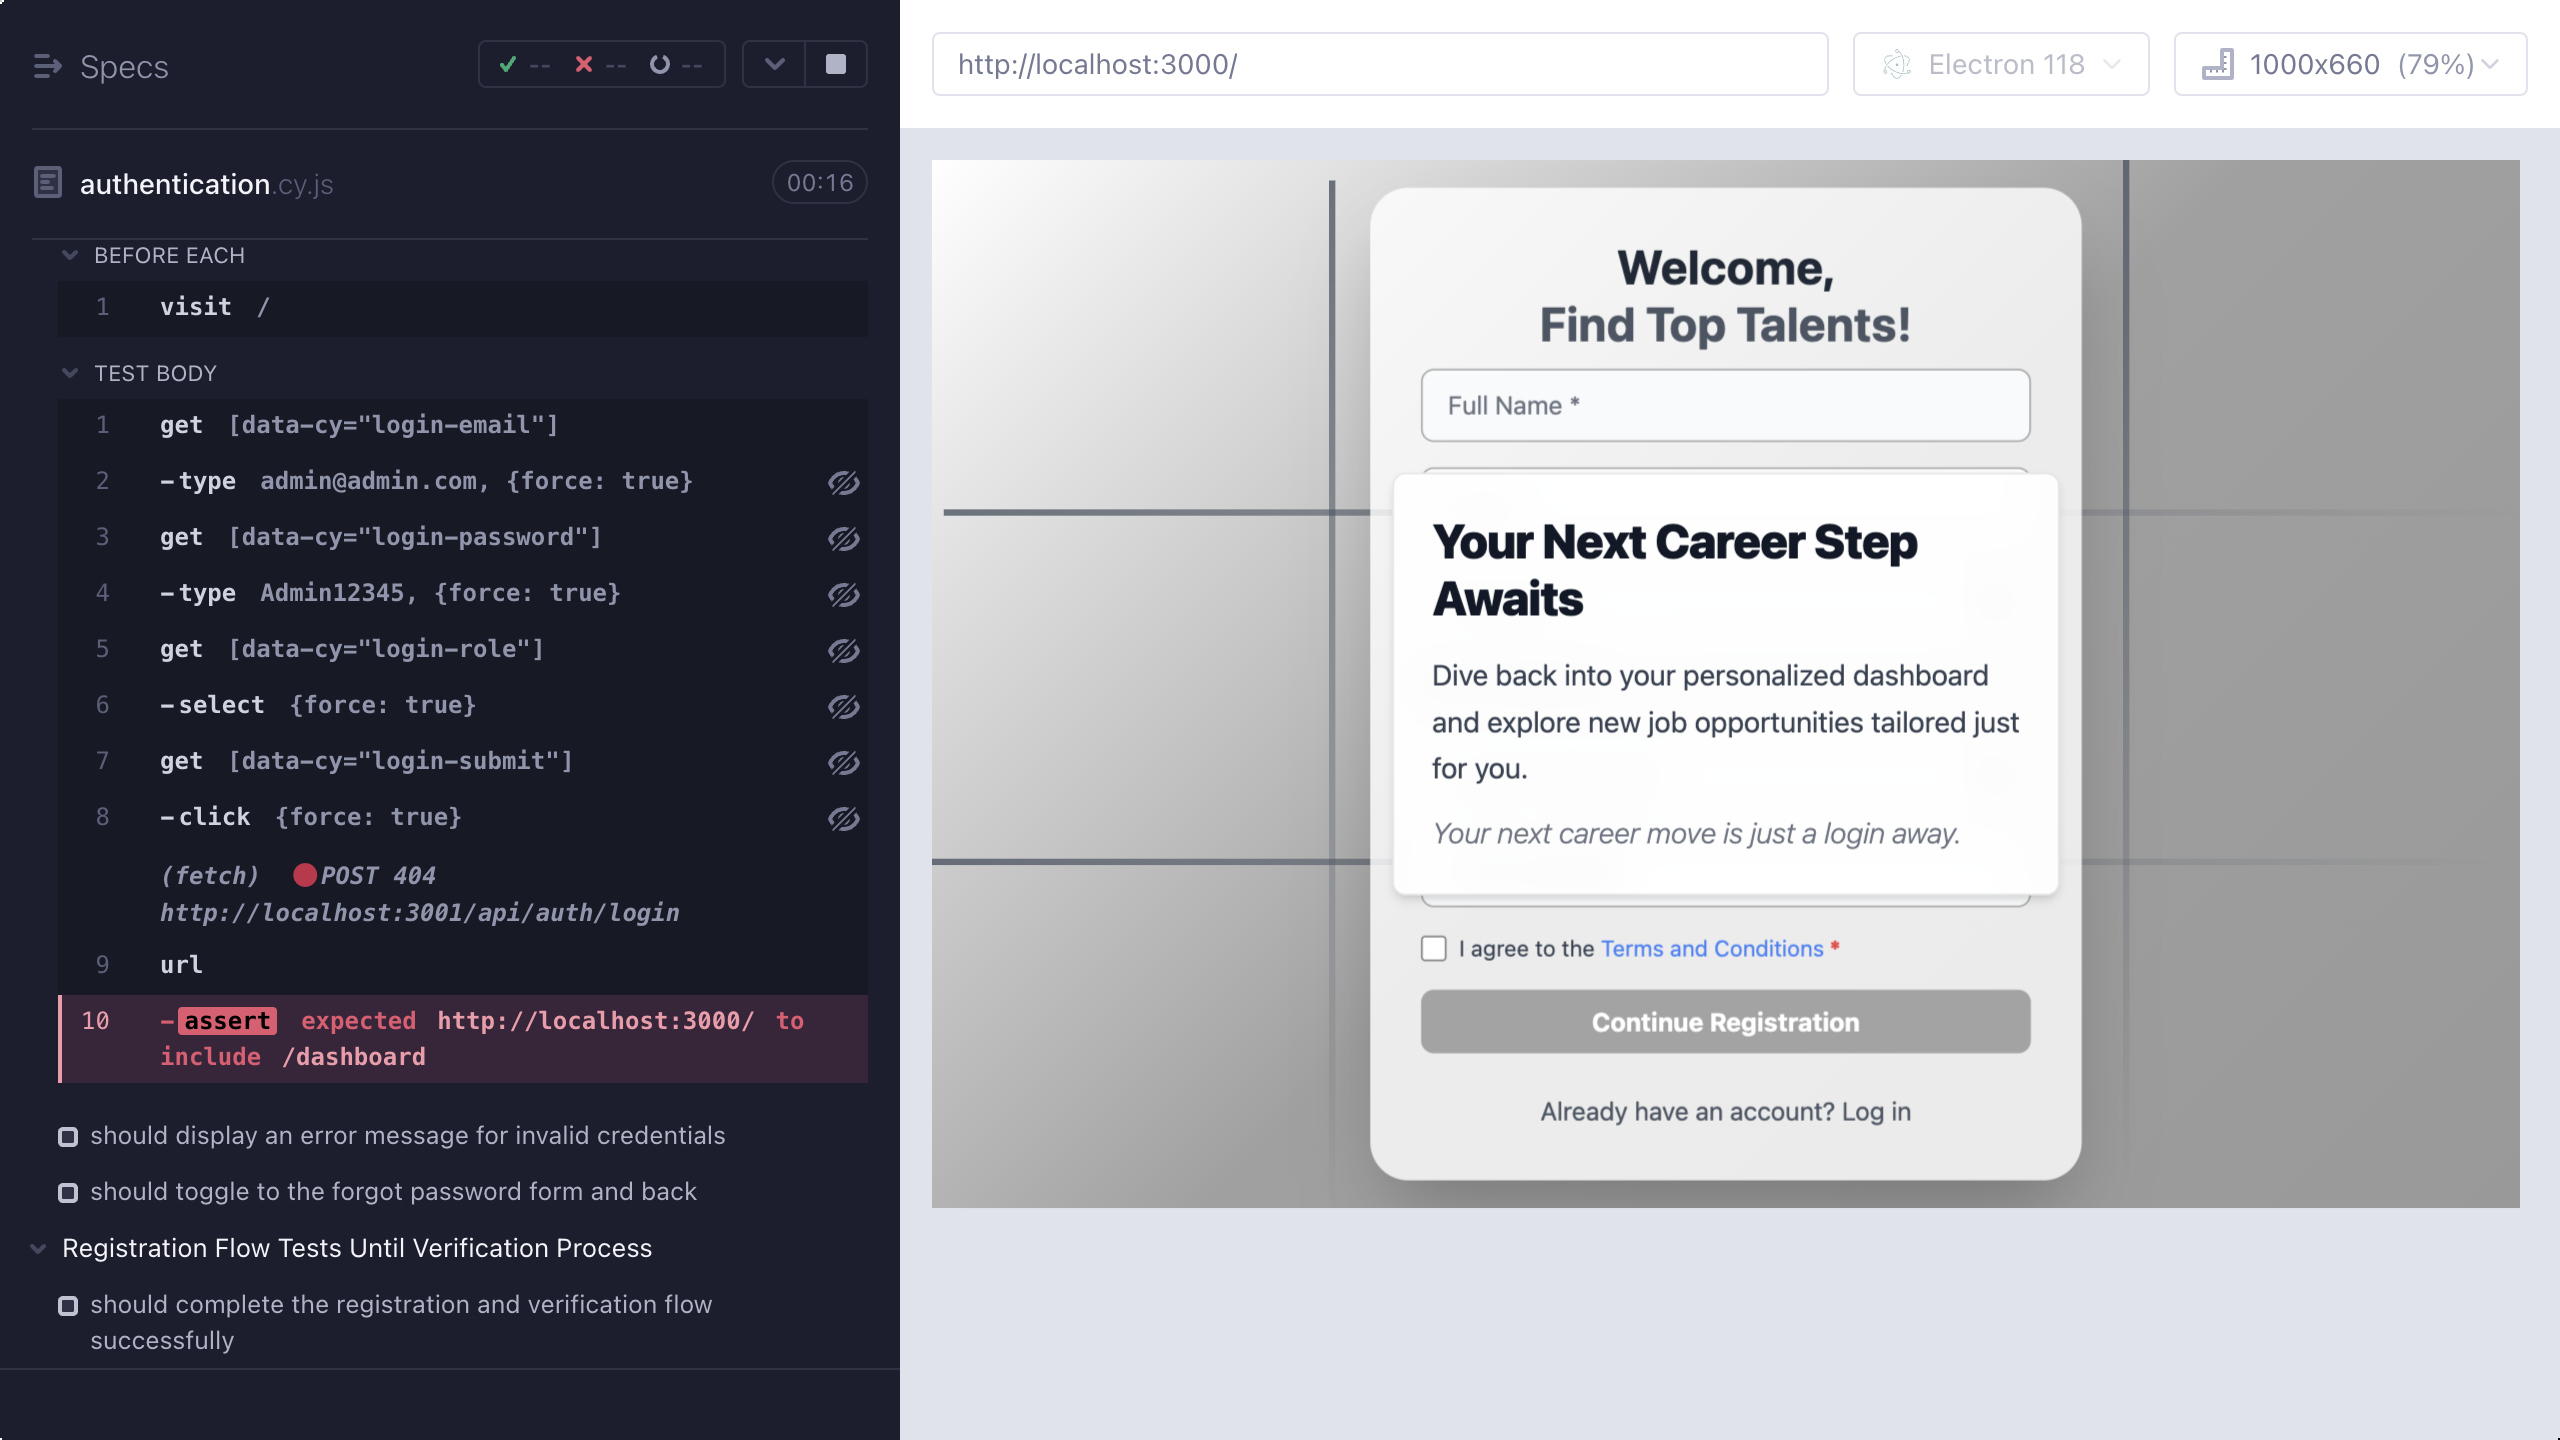 Specs
-- -- --
authentication.cy.js
00:16
BEFORE EACH
1 visit /
TEST BODY
1 get [data-cy="login-email"]
2 -type admin@admin.com, {force: true}
3 get [data-cy="login-password"]
4 -type Admin12345, {force: true}
5 get [data-cy="login-role"]
6 -select {force: true}
7 get [data-cy="login-submit"]
8 -click {force: true}
(fetch) POST 404
http://localhost:3001/api/auth/login
9 url
10 -assert expected http://localhost:3000/ to
include /dashboard
should display an error message for invalid credentials
should toggle to the forgot password form and back
Registration Flow Tests Until Verification Process
should complete the registration and verification flow
successfully
http://localhost:3000/
Electron 118
1000x660 (79%)
Welcome,
Find Top Talents!
Full Name *
Your Next Career Step
Awaits
Dive back into your personalized dashboard
and explore new job opportunities tailored just
for you.
Your next career move is just a login away.
I agree to the Terms and Conditions *
Continue Registration
Already have an account? Log in